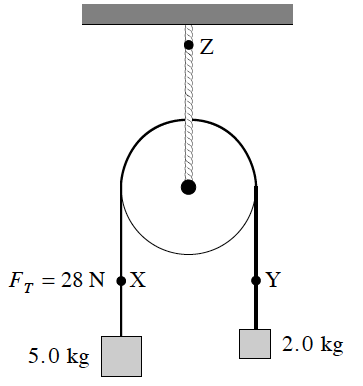 Z
F_T = 28 N X
Y
5.0 kg
2.0 kg